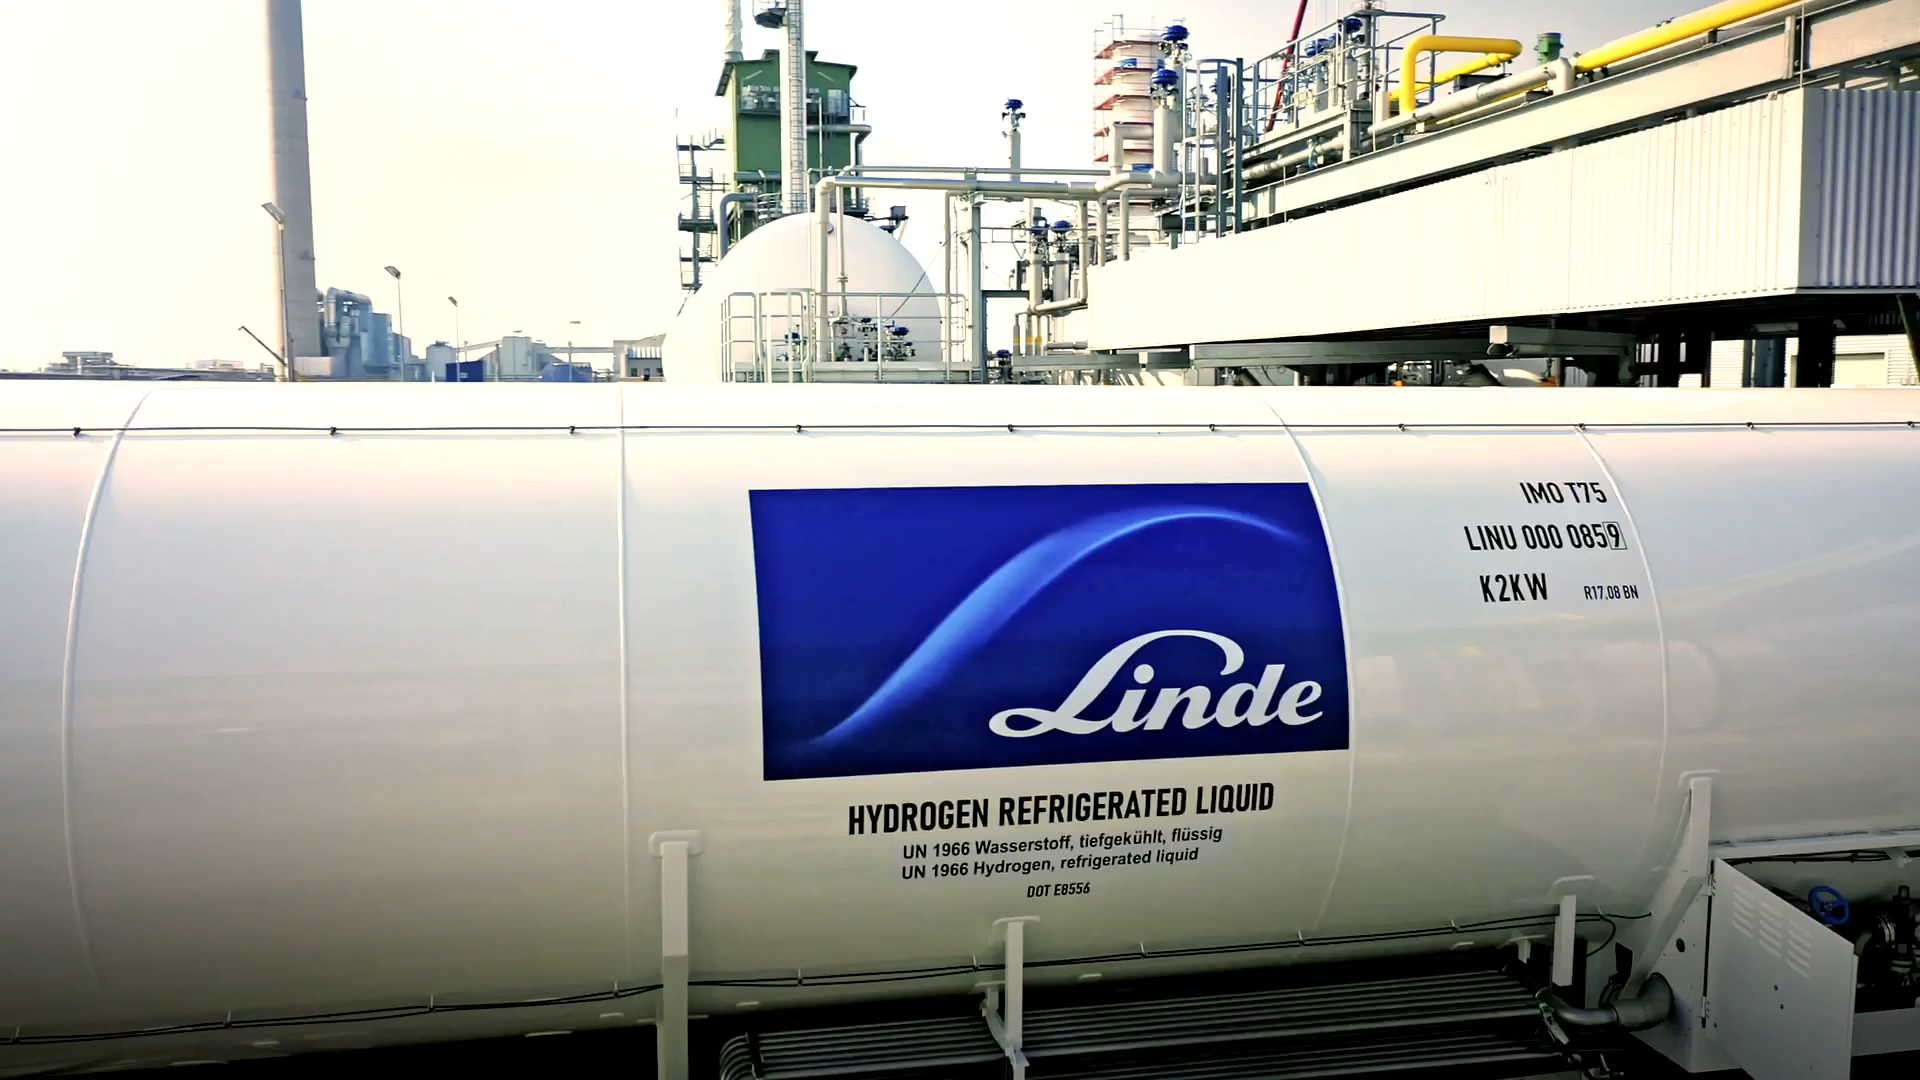 IMO T75
LINU 000 0859
K2KW R17,08 BN
Linde
HYDROGEN REFRIGERATED LIQUID
UN 1966 Wasserstoff, tiefgekühlt, flüssig
UN 1966 Hydrogen, refrigerated liquid
DOT E8556